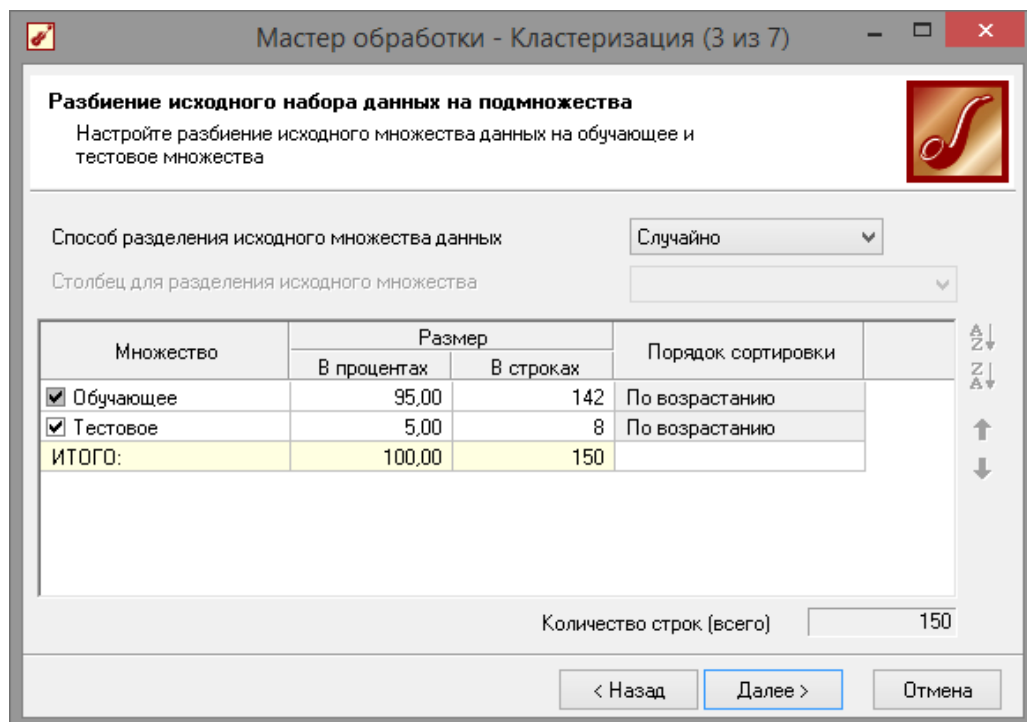 Мастер обработки - Кластеризация (3 из 7)
Разбиение исходного набора данных на подмножества
Настройте разбиение исходного множества данных на обучающее и
тестовое множества
Способ разделения исходного множества данных Случайно
Столбец для разделения исходного множества
Множество Размер Порядок сортировки
В процентах В строках
Обучающее 95,00 142 По возрастанию
Тестовое 5,00 8 По возрастанию
ИТОГО: 100,00 150
A
Z
Z
A
Количество строк (всего) 150
< Назад Далее > Отмена